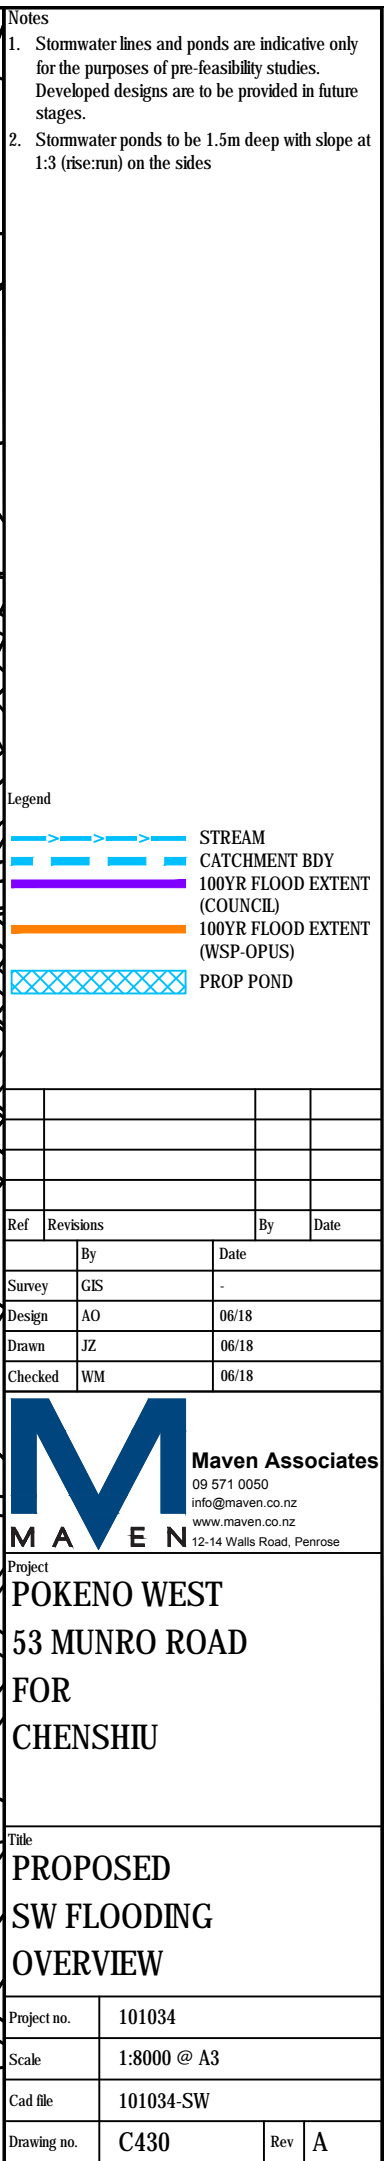 Notes
1. Stormwater lines and ponds are indicative only
for the purposes of pre-feasibility studies.
Developed designs are to be provided in future
stages.
2. Stormwater ponds to be 1.5m deep with slope at
1:3 (rise:run) on the sides
Legend
STREAM
CATCHMENT BDY
100YR FLOOD EXTENT
(COUNCIL)
100YR FLOOD EXTENT
(WSP-OPUS)
PROP POND
Ref Revisions By Date
By Date
Survey GIS -
Design AO 06/18
Drawn JZ 06/18
Checked WM 06/18
MAVEN
Maven Associates
09 571 0050
info@maven.co.nz
www.maven.co.nz
12-14 Walls Road, Penrose
Project
POKENO WEST
53 MUNRO ROAD
FOR
CHENSHIU
Title
PROPOSED
SW FLOODING
OVERVIEW
Project no. 101034
Scale 1:8000 @ A3
Cad file 101034-SW
Drawing no. C430 Rev A